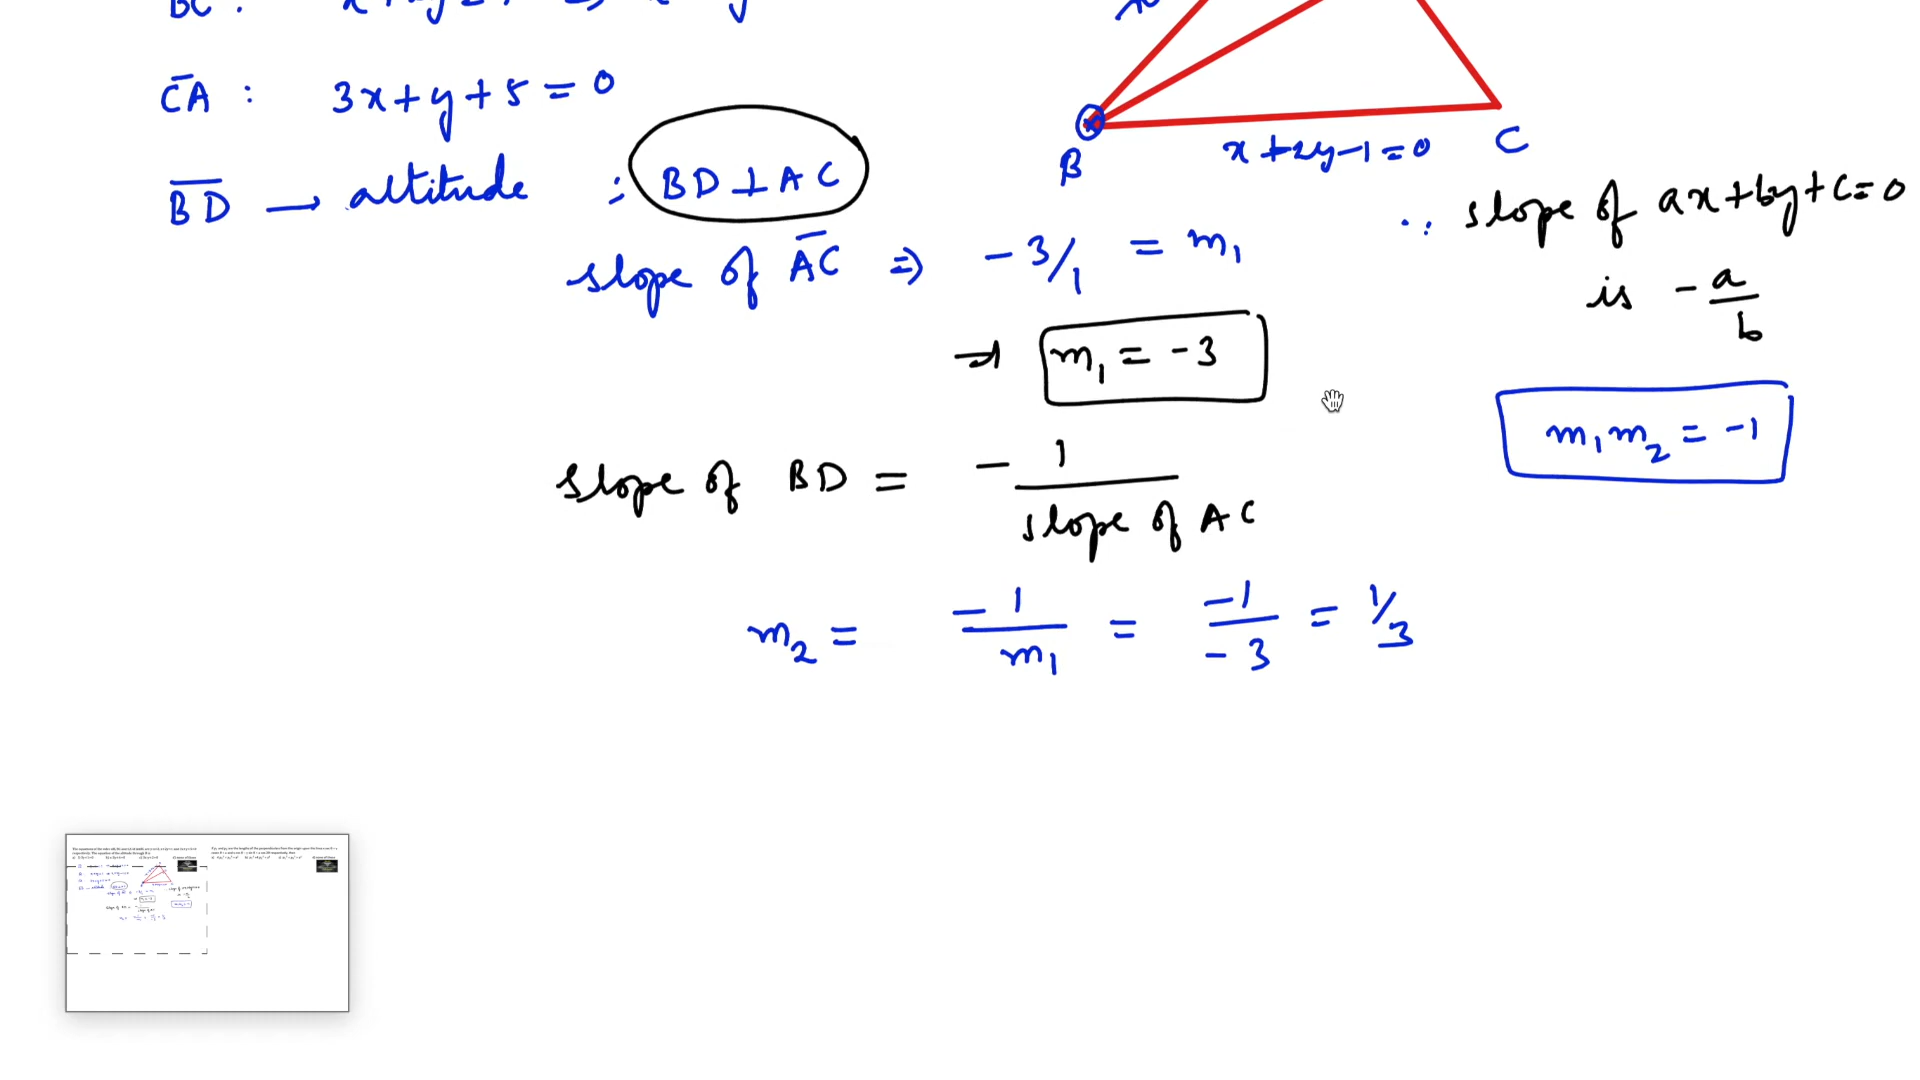 CA : 3x+y+5=0
B
x+2y-1=0 C
BD → altitude : BD⊥AC
∵ slope of ax+by+c=0
is -a/b
slope of AC ⇒ -3/1 = m₁
→ m₁ = -3
m₁m₂ = -1
slope of BD = - 1/slope of AC
m₂ = -1/m₁ = -1/-3 = 1/3